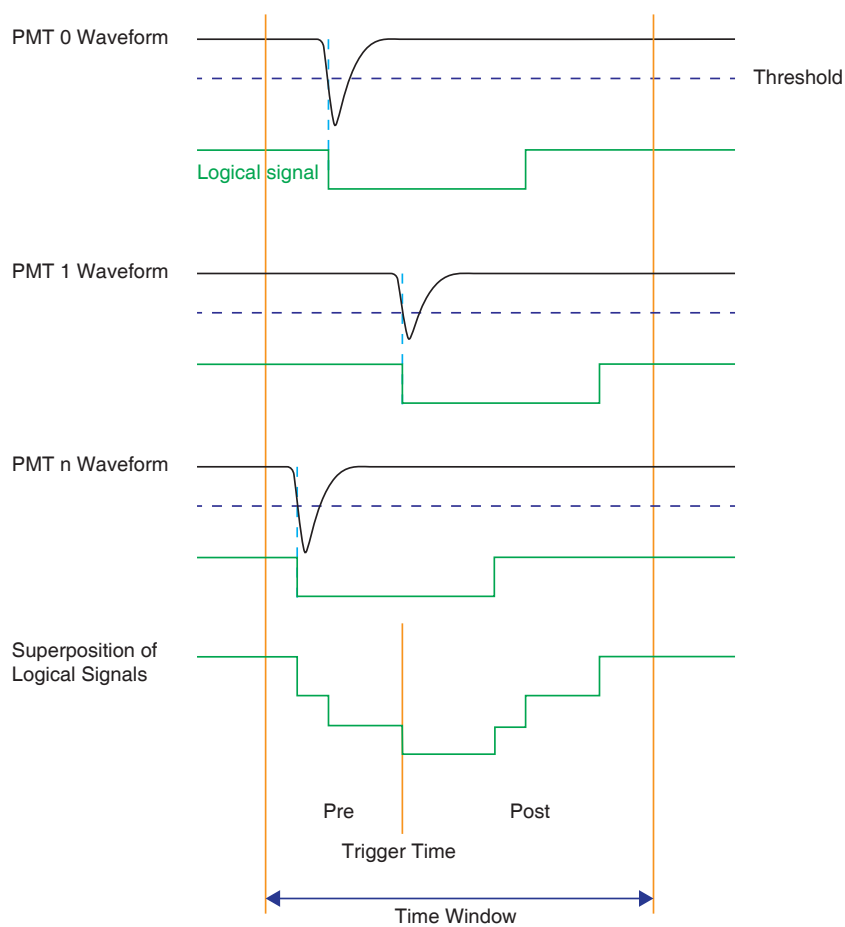 PMT 0 Waveform
Threshold
Logical signal
PMT 1 Waveform
PMT n Waveform
Superposition of
Logical Signals
Pre
Post
Trigger Time
Time Window